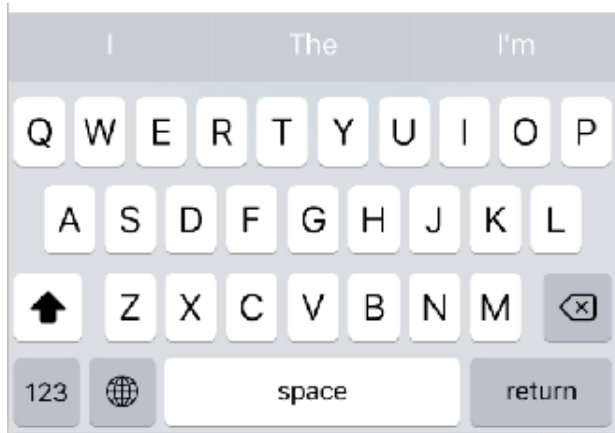 I The I'm
Q W E R T Y U I O P
A S D F G H J K L
Z X C V B N M
123 space return